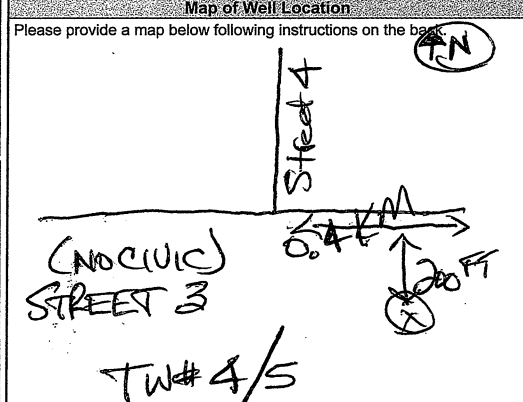 Map of Well Location
Please provide a map below following instructions on the back.
↑N
Street 4
0.4 KM
(NO CIVIC)
STREET 3
200 FT
X
TW# 4/5